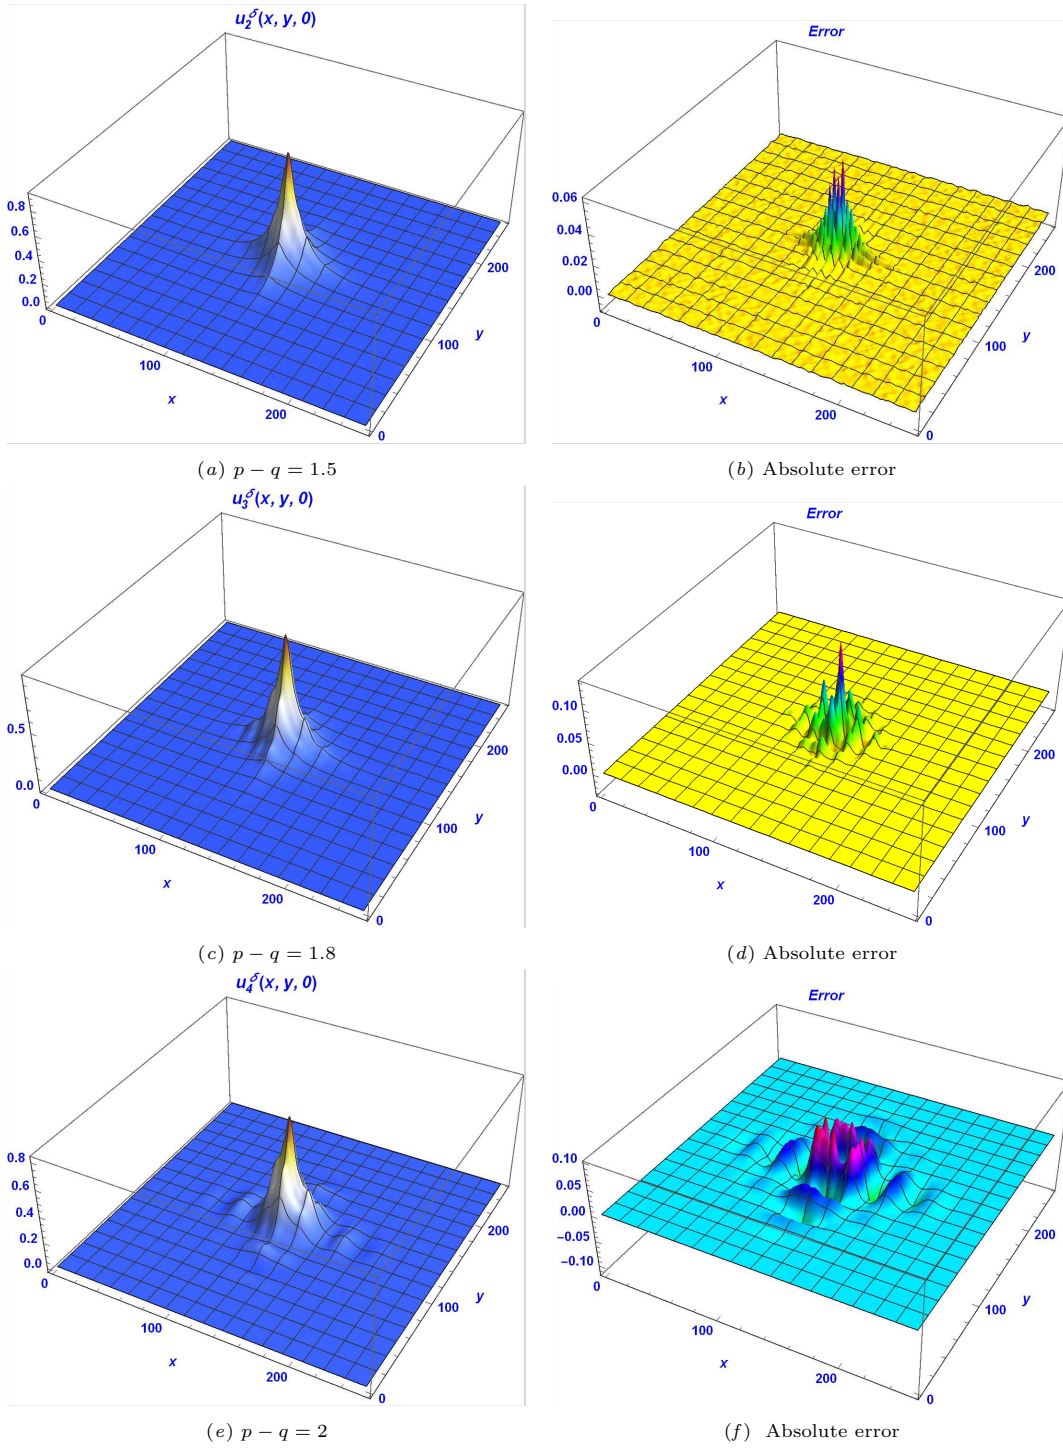 u₂^δ(x, y, 0)
0.8
0.6
0.4
0.2
0.0
0
100
200
x
0
100
200
y
Error
0.06
0.04
0.02
0.00
0
100
200
x
0
100
200
y
(a) p − q = 1.5
(b) Absolute error
u₃^δ(x, y, 0)
0.5
0.0
0
100
200
x
0
100
200
y
Error
0.10
0.05
0.00
0
100
200
x
0
100
200
y
(c) p − q = 1.8
(d) Absolute error
u₄^δ(x, y, 0)
0.8
0.6
0.4
0.2
0.0
0
100
200
x
0
100
200
y
Error
0.10
0.05
0.00
−0.05
−0.10
0
100
200
x
0
100
200
y
(e) p − q = 2
(f) Absolute error